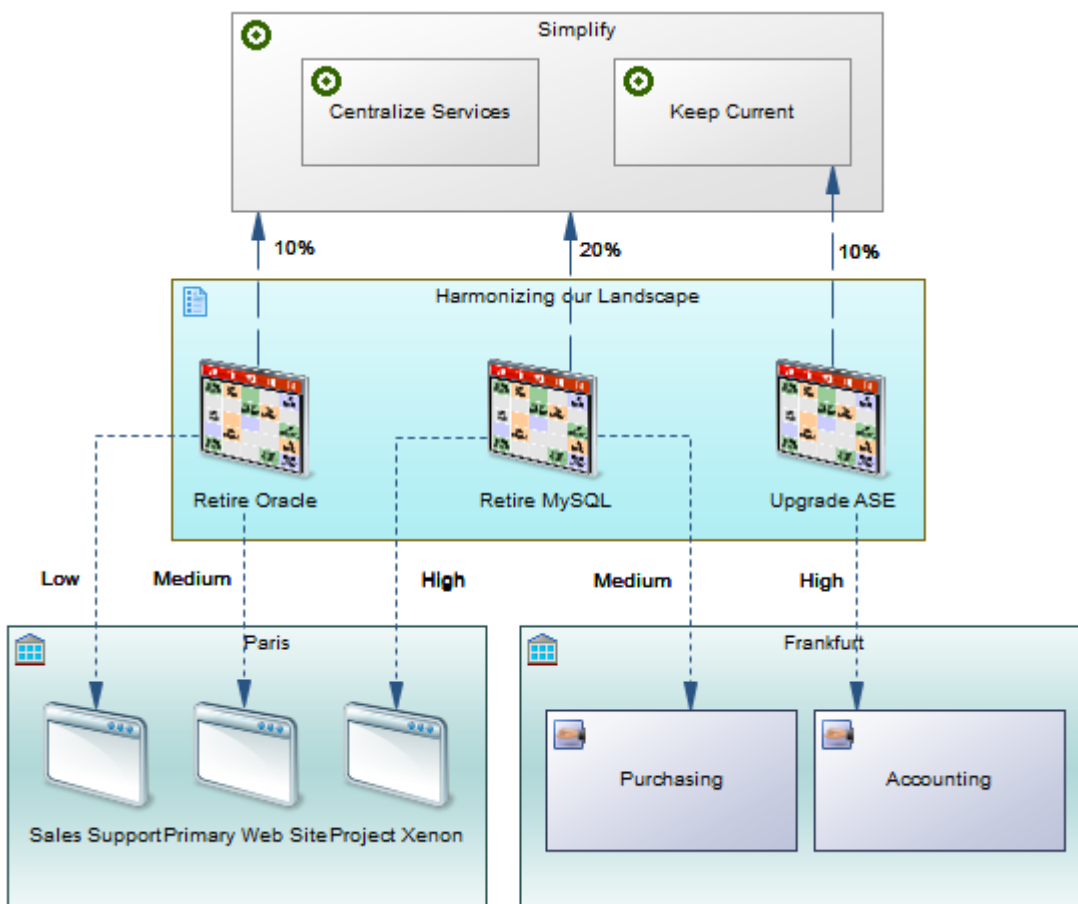 Simplify
Centralize Services
Keep Current
10%
20%
10%
Harmonizing our Landscape
Retire Oracle
Retire MySQL
Upgrade ASE
Low
Medium
High
Medium
High
Paris
Frankfurt
Purchasing
Accounting
Sales Support
Primary Web Site
Project Xenon